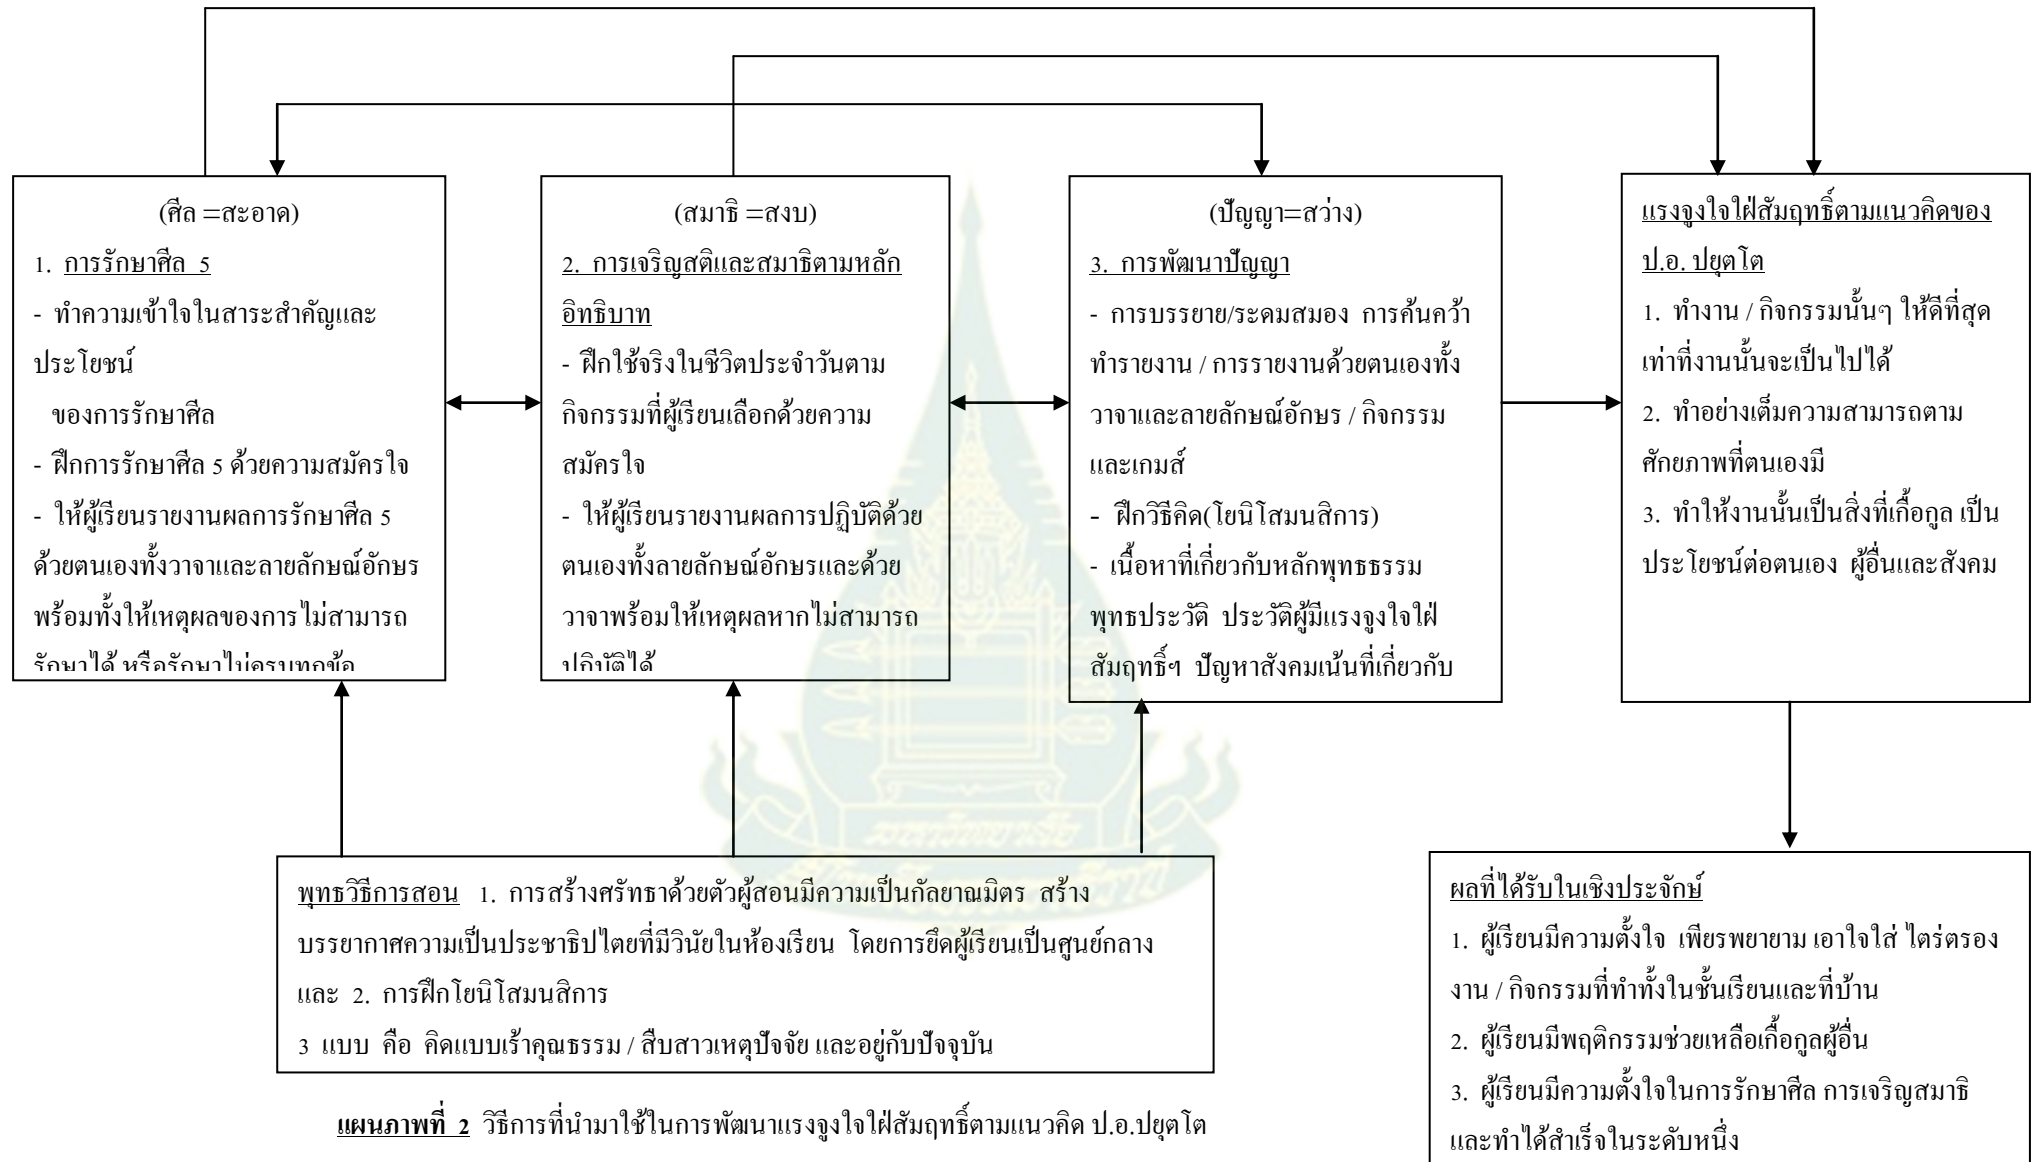 (ศีล =สะอาด)
1. การรักษาศีล 5
- ทำความเข้าใจในสาระสำคัญและ
ประโยชน์
ของการรักษาศีล
- ฝึกการรักษาศีล 5 ด้วยความสมัครใจ
- ให้ผู้เรียนรายงานผลการรักษาศีล 5
ด้วยตนเองทั้งวาจาและลายลักษณ์อักษร
พร้อมทั้งให้เหตุผลของการไม่สามารถ
รักษาได้ หรือรักษาไม่ครบทุกข้อ
(สมาธิ =สงบ)
2. การเจริญสติและสมาธิตามหลัก
อิทธิบาท
- ฝึกใช้จริงในชีวิตประจำวันตาม
กิจกรรมที่ผู้เรียนเลือกด้วยความ
สมัครใจ
- ให้ผู้เรียนรายงานผลการปฏิบัติด้วย
ตนเองทั้งลายลักษณ์อักษรและด้วย
วาจาพร้อมให้เหตุผลหากไม่สามารถ
ปฏิบัติได้
(ปัญญา=สว่าง)
3. การพัฒนาปัญญา
- การบรรยาย/ระดมสมอง การค้นคว้า
ทำรายงาน / การรายงานด้วยตนเองทั้ง
วาจาและลายลักษณ์อักษร / กิจกรรม
และเกมส์
- ฝึกวิธีคิด(โยนิโสมนสิการ)
- เนื้อหาที่เกี่ยวกับหลักพุทธธรรม
พุทธประวัติ ประวัติผู้มีแรงจูงใจใฝ่
สัมฤทธิ์ฯ ปัญหาสังคมเน้นที่เกี่ยวกับ
แรงจูงใจใฝ่สัมฤทธิ์ตามแนวคิดของ
ป.อ. ปยุตโต
1. ทำงาน / กิจกรรมนั้นๆ ให้ดีที่สุด
เท่าที่งานนั้นจะเป็นไปได้
2. ทำอย่างเต็มความสามารถตาม
ศักยภาพที่ตนเองมี
3. ทำให้งานนั้นเป็นสิ่งที่เกื้อกูล เป็น
ประโยชน์ต่อตนเอง ผู้อื่นและสังคม
พุทธวิธีการสอน 1. การสร้างศรัทธาด้วยตัวผู้สอนมีความเป็นกัลยาณมิตร สร้าง
บรรยากาศความเป็นประชาธิปไตยที่มีวินัยในห้องเรียน โดยการยึดผู้เรียนเป็นศูนย์กลาง
และ 2. การฝึกโยนิโสมนสิการ
3 แบบ คือ คิดแบบเร้าคุณธรรม / สืบสาวเหตุปัจจัย และอยู่กับปัจจุบัน
ผลที่ได้รับในเชิงประจักษ์
1. ผู้เรียนมีความตั้งใจ เพียรพยายาม เอาใจใส่ ไตร่ตรอง
งาน / กิจกรรมที่ทำทั้งในชั้นเรียนและที่บ้าน
2. ผู้เรียนมีพฤติกรรมช่วยเหลือเกื้อกูลผู้อื่น
3. ผู้เรียนมีความตั้งใจในการรักษาศีล การเจริญสมาธิ
และทำได้สำเร็จในระดับหนึ่ง
แผนภาพที่ 2 วิธีการที่นำมาใช้ในการพัฒนาแรงจูงใจใฝ่สัมฤทธิ์ตามแนวคิด ป.อ.ปยุตโต